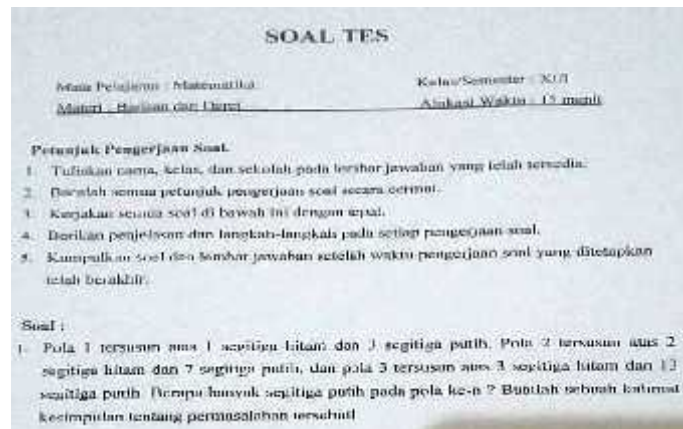 SOAL TES
Mata Pelajaran : Matematika
Kelas/Semester : XI/1
Materi : Barisan dan Deret
Alokasi Waktu : 15 menit
Petunjuk Pengerjaan Soal.
1. Tuliskan nama, kelas, dan sekolah pada lembar jawaban yang telah tersedia.
2. Bacalah semua petunjuk pengerjaan soal secara cermat.
3. Kerjakan semua soal di bawah ini dengan tepat.
4. Berikan penjelasan dan langkah-langkah pada setiap pengerjaan soal.
5. Kumpulkan soal dan lembar jawaban setelah waktu pengerjaan soal yang ditetapkan
telah berakhir.
Soal :
1. Pola 1 tersusun atas 1 segitiga hitam dan 3 segitiga putih. Pola 2 tersusun atas 2
segitiga hitam dan 7 segitiga putih, dan pola 3 tersusun atas 3 segitiga hitam dan 13
segitiga putih. Berapa banyak segitiga putih pada pola ke-n ? Buatlah sebuah kalimat
kesimpulan tentang permasalahan tersebut!